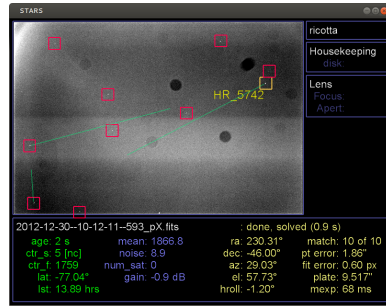 STARS
ricotta
Housekeeping
disk:
Lens
Focus:
Apert:
HR_5742
2012-12-30--10-12-11--593_pX.fits : done, solved (0.9 s)
age: 2 s mean: 1866.8 ra: 230.31° match: 10 of 10
ctr_s: 5 [nc] noise: 8.9 dec: -46.00° pt error: 1.86"
ctr_f: 1759 num_sat: 0 az: 29.03° fit error: 0.60 px
lat: -77.04° gain: -0.9 dB el: 57.73° plate: 9.517"
lst: 13.89 hrs hroll: -1.20° mexp: 68 ms